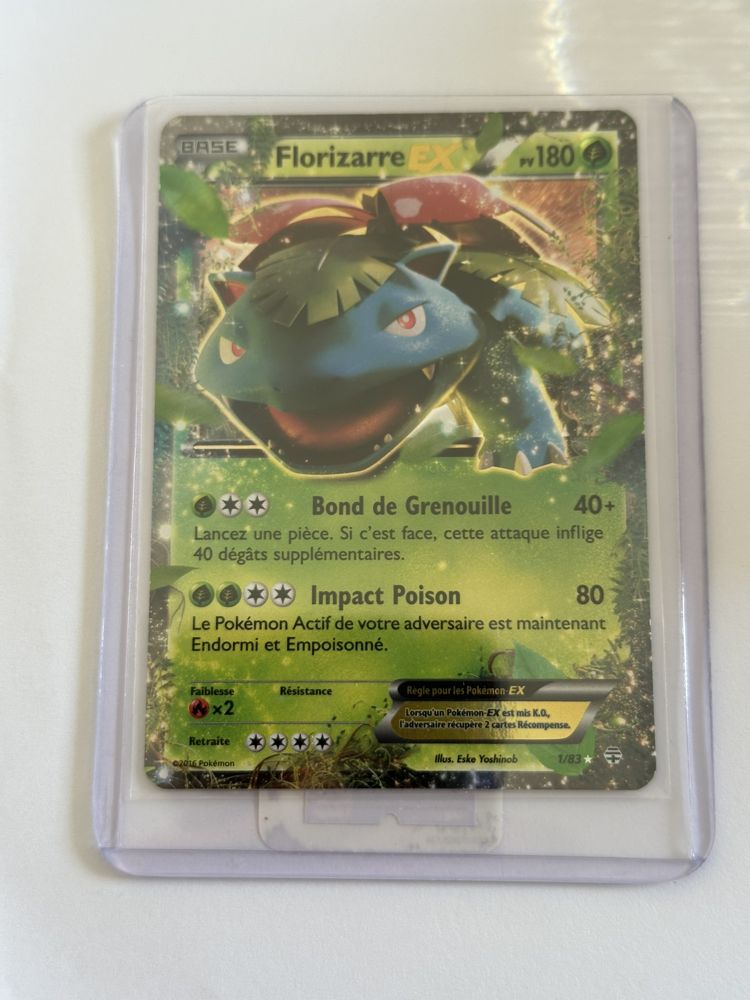 BASE
Florizarre EX
PV 180
Bond de Grenouille 40+
Lancez une pièce. Si c'est face, cette attaque inflige
40 dégâts supplémentaires.
Impact Poison 80
Le Pokémon Actif de votre adversaire est maintenant
Endormi et Empoisonné.
Faiblesse Résistance
×2
Règle pour les Pokémon-EX
Lorsqu'un Pokémon-EX est mis K.O.,
l'adversaire récupère 2 cartes Récompense.
Retraite
©2016 Pokémon
Illus. Eske Yoshinob
1/83